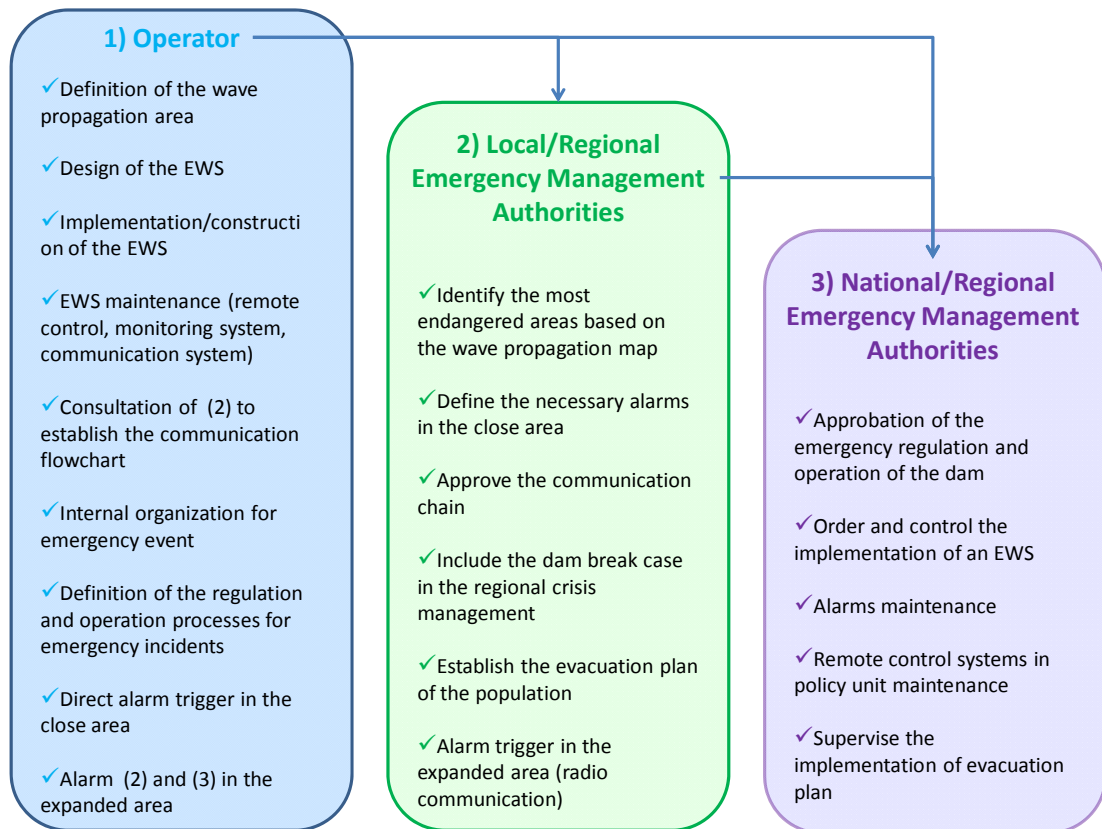 1) Operator
✓Definition of the wave
propagation area
✓Design of the EWS
✓Implementation/constructi
on of the EWS
✓EWS maintenance (remote
control, monitoring system,
communication system)
✓Consultation of (2) to
establish the communication
flowchart
✓Internal organization for
emergency event
✓Definition of the regulation
and operation processes for
emergency incidents
✓Direct alarm trigger in the
close area
✓Alarm (2) and (3) in the
expanded area
2) Local/Regional
Emergency Management
Authorities
✓Identify the most
endangered areas based on
the wave propagation map
✓Define the necessary alarms
in the close area
✓Approve the communication
chain
✓Include the dam break case
in the regional crisis
management
✓Establish the evacuation plan
of the population
✓Alarm trigger in the
expanded area (radio
communication)
3) National/Regional
Emergency Management
Authorities
✓Approbation of the
emergency regulation and
operation of the dam
✓Order and control the
implementation of an EWS
✓Alarms maintenance
✓Remote control systems in
policy unit maintenance
✓Supervise the
implementation of evacuation
plan